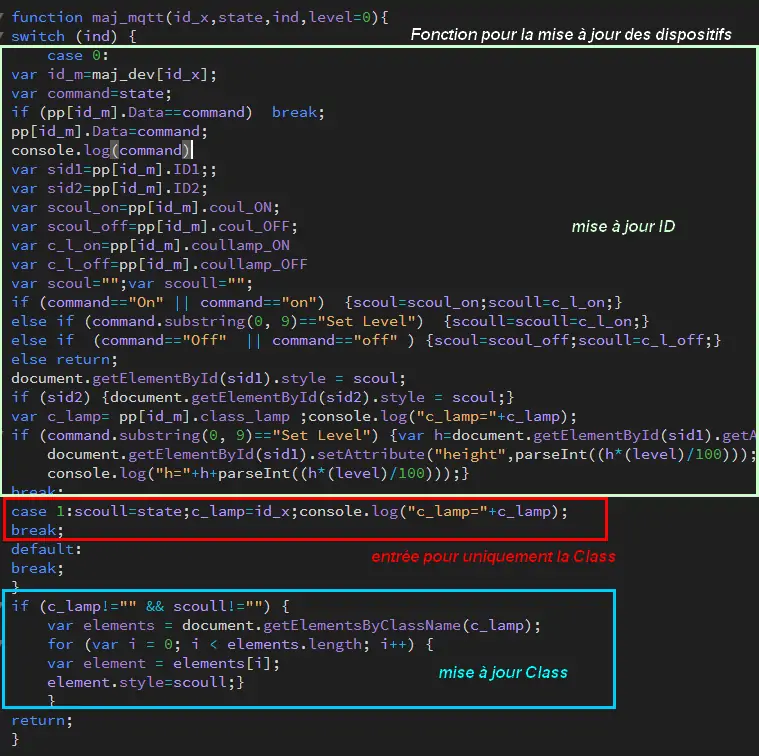 function maj_mqtt(id_x,state,ind,level=0){
switch (ind) {
Fonction pour la mise à jour des dispositifs
case 0:
var id_m=maj_dev[id_x];
var command=state;
if (pp[id_m].Data==command)  break;
pp[id_m].Data=command;
console.log(command)
var sid1=pp[id_m].ID1;;
var sid2=pp[id_m].ID2;
var scoul_on=pp[id_m].coul_ON;
var scoul_off=pp[id_m].coul_OFF;
mise à jour ID
var c_l_on=pp[id_m].coullamp_ON
var c_l_off=pp[id_m].coullamp_OFF
var scoul="";var scoull="";
if (command=="On" || command=="on")  {scoul=scoul_on;scoull=c_l_on;}
else if (command.substring(0, 9)=="Set Level")  {scoull=scoull=c_l_on;}
else if  (command=="Off"  || command=="off" ) {scoul=scoul_off;scoull=c_l_off;}
else return;
document.getElementById(sid1).style = scoul;
if (sid2) {document.getElementById(sid2).style = scoul;}
var c_lamp= pp[id_m].class_lamp ;console.log("c_lamp="+c_lamp);
if (command.substring(0, 9)=="Set Level") {var h=document.getElementById(sid1).getA
document.getElementById(sid1).setAttribute("height",parseInt((h*(level)/100)));
console.log("h="+h+parseInt((h*(level)/100)));}
break;
case 1:scoull=state;c_lamp=id_x;console.log("c_lamp="+c_lamp);
break;
default:
entrèe pour uniquement la Class
break;
}
if (c_lamp!="" && scoull!="") {
var elements = document.getElementsByClassName(c_lamp);
for (var i = 0; i < elements.length; i++) {
var element = elements[i];
element.style=scoull;}
mise à jour Class
}
return;
}